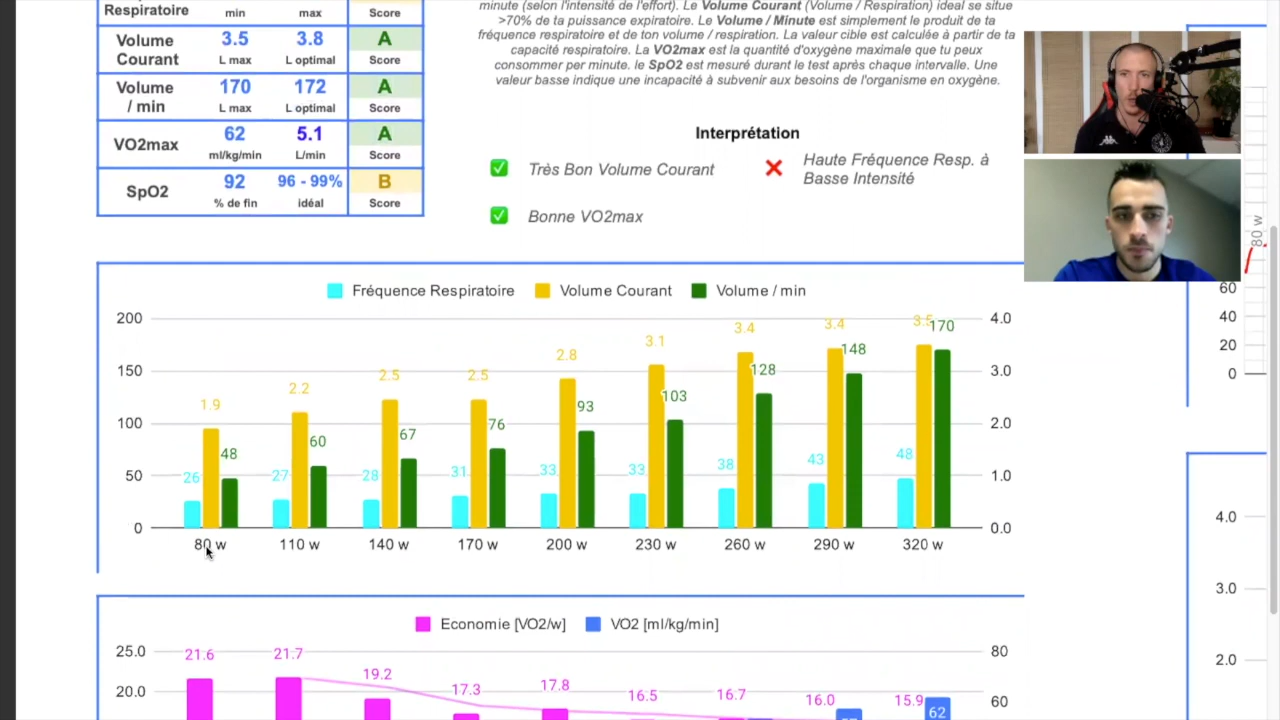 Respiratoire
min
max
Score
Volume
Courant
3.5
3.8
A
L max
L optimal
Score
Volume
/ min
170
172
A
L max
L optimal
Score
VO2max
62
5.1
A
ml/kg/min
L/min
Score
SpO2
92
96 - 99%
B
% de fin
idéal
Score
minute (selon l'intensité de l'effort). Le Volume Courant (Volume / Respiration) ideal se situe
>70% de ta puissance expiratoire. Le Volume / Minute est simplement le produit de ta
fréquence respiratoire et de ton volume / respiration. La valeur cible est calculée à partir de ta
capacité respiratoire. La VO2max est la quantité d'oxygène maximale que tu peux
consommer par minute. le SpO2 est mesuré durant le test après chaque intervalle. Une
valeur basse indique une incapacité à subvenir aux besoins de l'organisme en oxygène.
Interprétation
Très Bon Volume Courant
Haute Fréquence Resp. à
Basse Intensité
Bonne VO2max
Fréquence Respiratoire
Volume Courant
Volume / min
200
150
100
50
0
4.0
3.0
2.0
1.0
0.0
26
1.9
48
27
2.2
60
28
2.5
67
31
2.5
76
33
2.8
93
33
3.1
103
38
3.4
128
43
3.4
148
48
3.5
170
80 w
110 w
140 w
170 w
200 w
230 w
260 w
290 w
320 w
Economie [VO2/w]
VO2 [ml/kg/min]
25.0
20.0
80
60
21.6
21.7
19.2
17.3
17.8
16.5
16.7
16.0
15.9
62
80 w
60
40
20
0
4.0
3.0
2.0